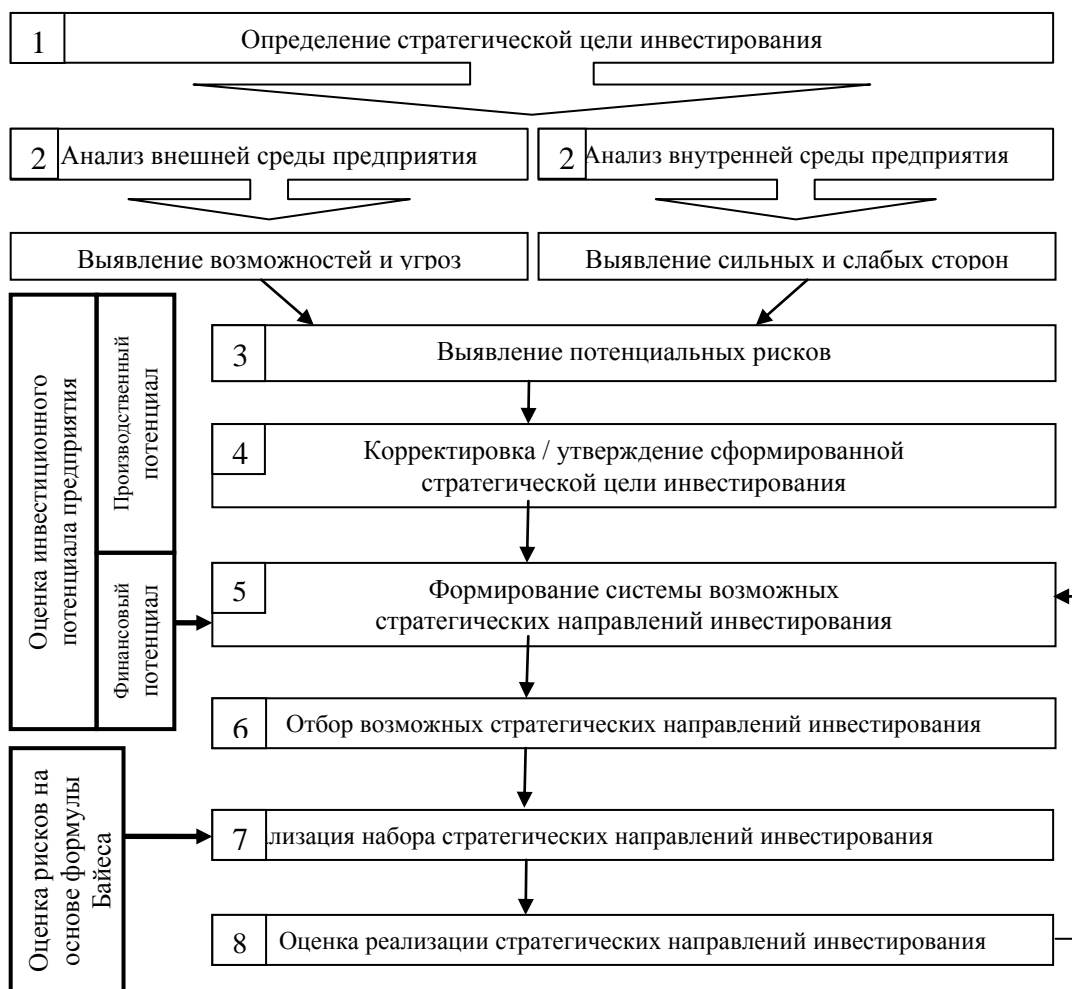 1
Определение стратегической цели инвестирования
2
Анализ внешней среды предприятия
2
Анализ внутренней среды предприятия
Выявление возможностей и угроз
Выявление сильных и слабых сторон
Оценка инвестиционного
потенциала предприятия
Производственный
потенциал
Финансовый
потенциал
3
Выявление потенциальных рисков
4
Корректировка / утверждение сформированной
стратегической цели инвестирования
5
Формирование системы возможных
стратегических направлений инвестирования
6
Отбор возможных стратегических направлений инвестирования
Оценка рисков на
основе формулы
Байеса
7
лизация набора стратегических направлений инвестирования
8
Оценка реализации стратегических направлений инвестирования